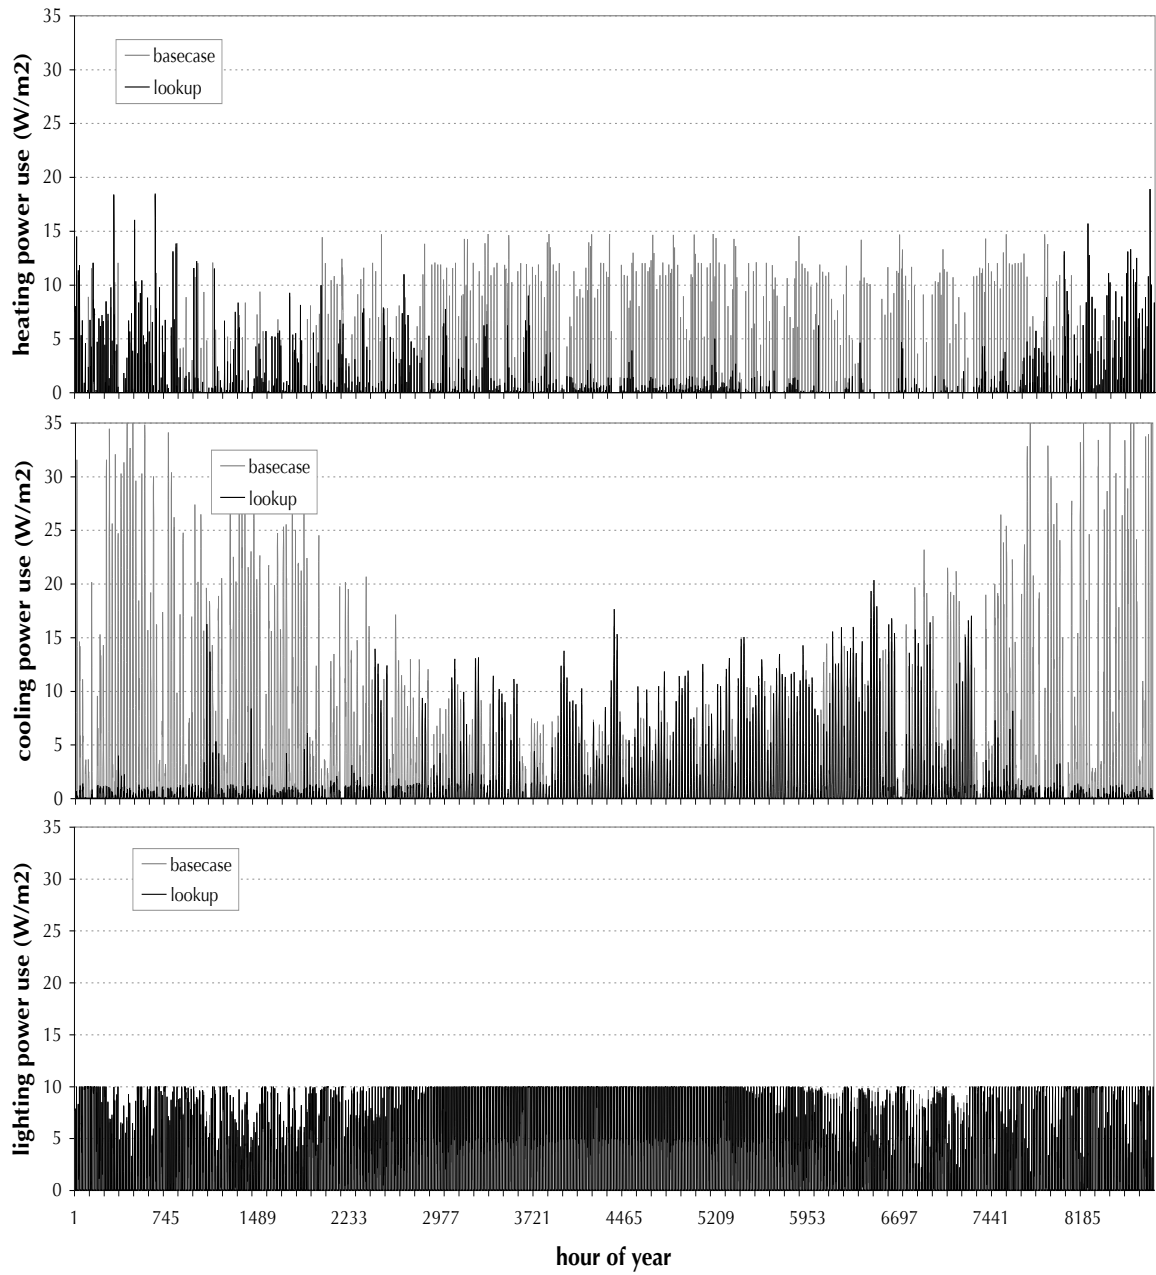 heating power use (W/m2)
35
30
25
20
15
10
5
0
basecase
lookup
cooling power use (W/m2)
35
30
25
20
15
10
5
0
basecase
lookup
lighting power use (W/m2)
35
30
25
20
15
10
5
0
basecase
lookup
1 745 1489 2233 2977 3721 4465 5209 5953 6697 7441 8185
hour of year